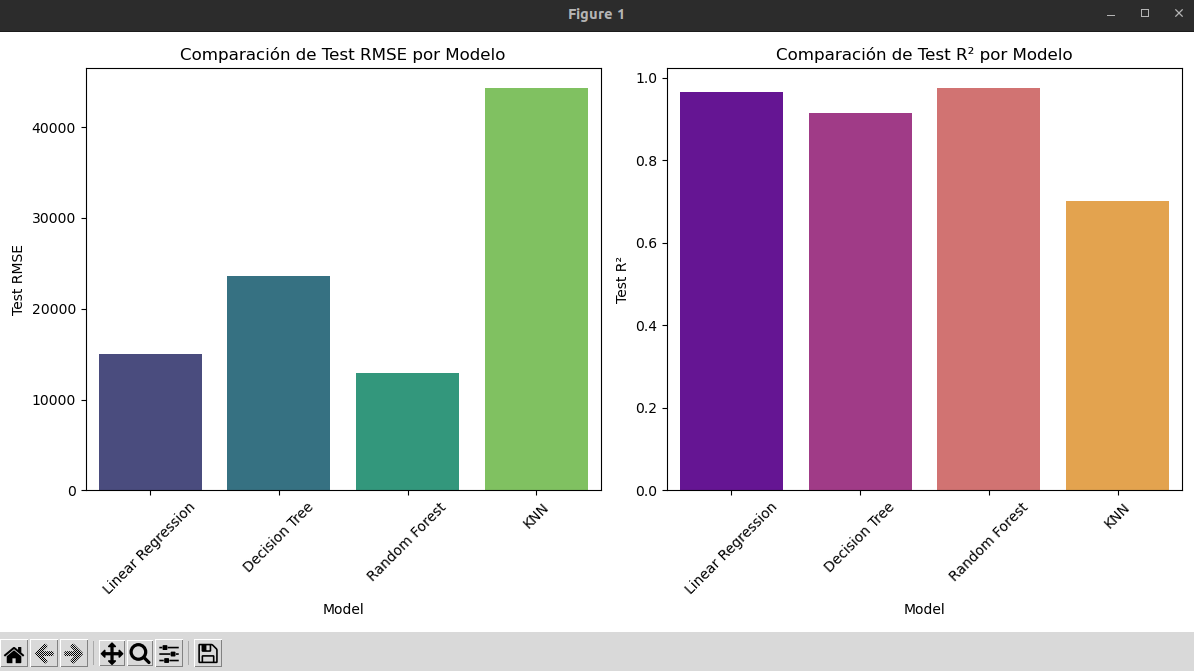 Figure 1
Comparación de Test RMSE por Modelo
Test RMSE
40000
30000
20000
10000
0
Linear Regression
Decision Tree
Random Forest
KNN
Model
Comparación de Test R² por Modelo
Test R²
1.0
0.8
0.6
0.4
0.2
0.0
Linear Regression
Decision Tree
Random Forest
KNN
Model